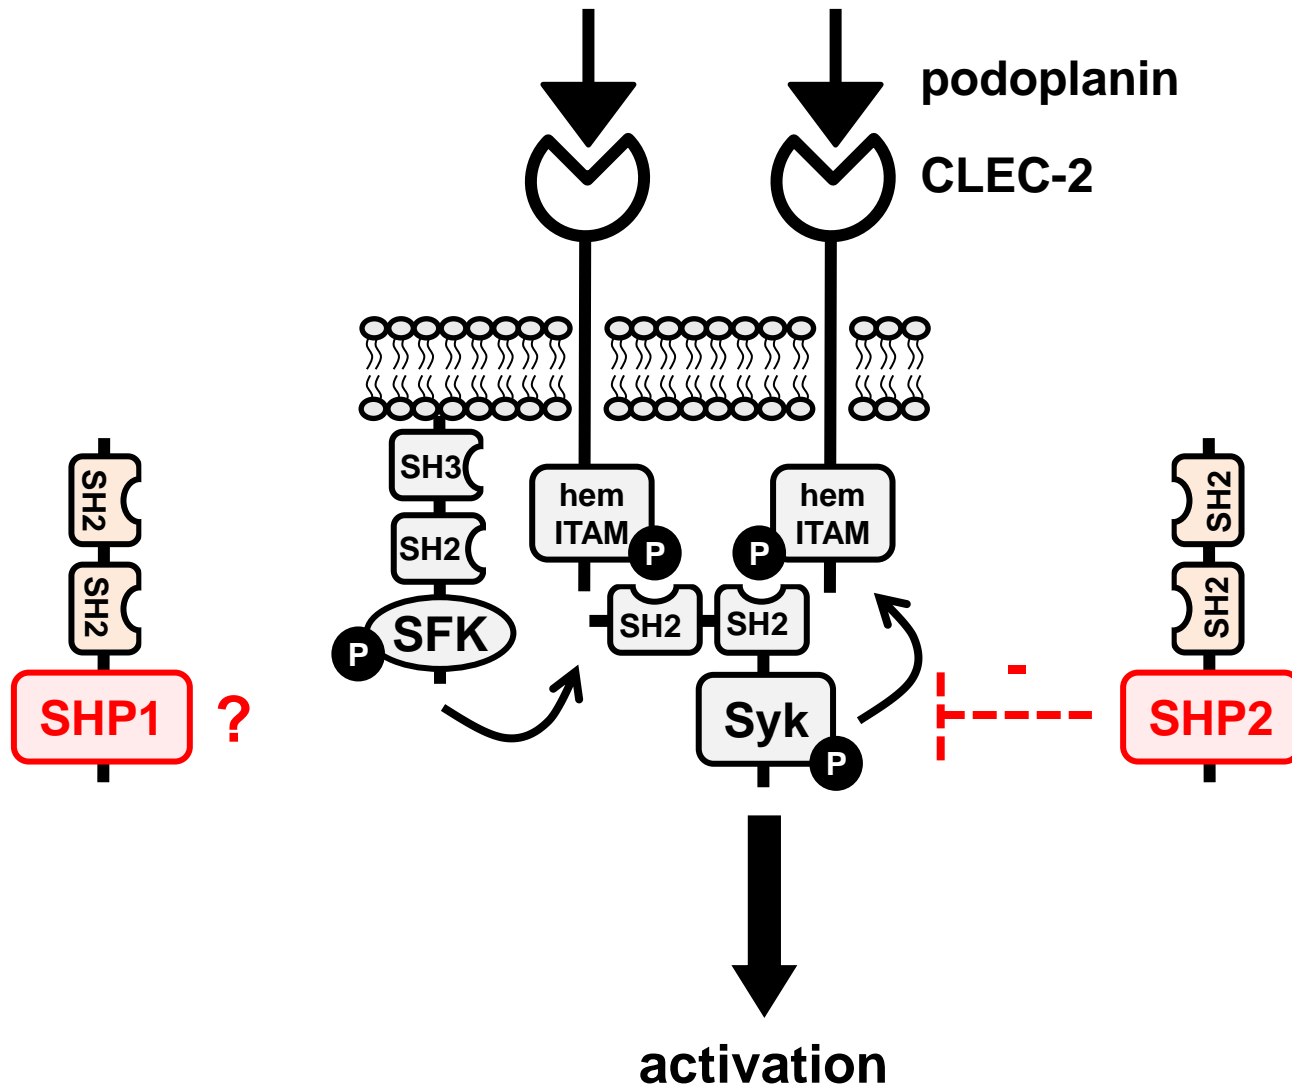 podoplanin
CLEC-2
SH3
SH2
SFK
P
hem
ITAM
P
hem
ITAM
P
SH2
SH2
Syk
P
SH2
SH2
SHP1
?
SH2
SH2
SHP2
-
activation